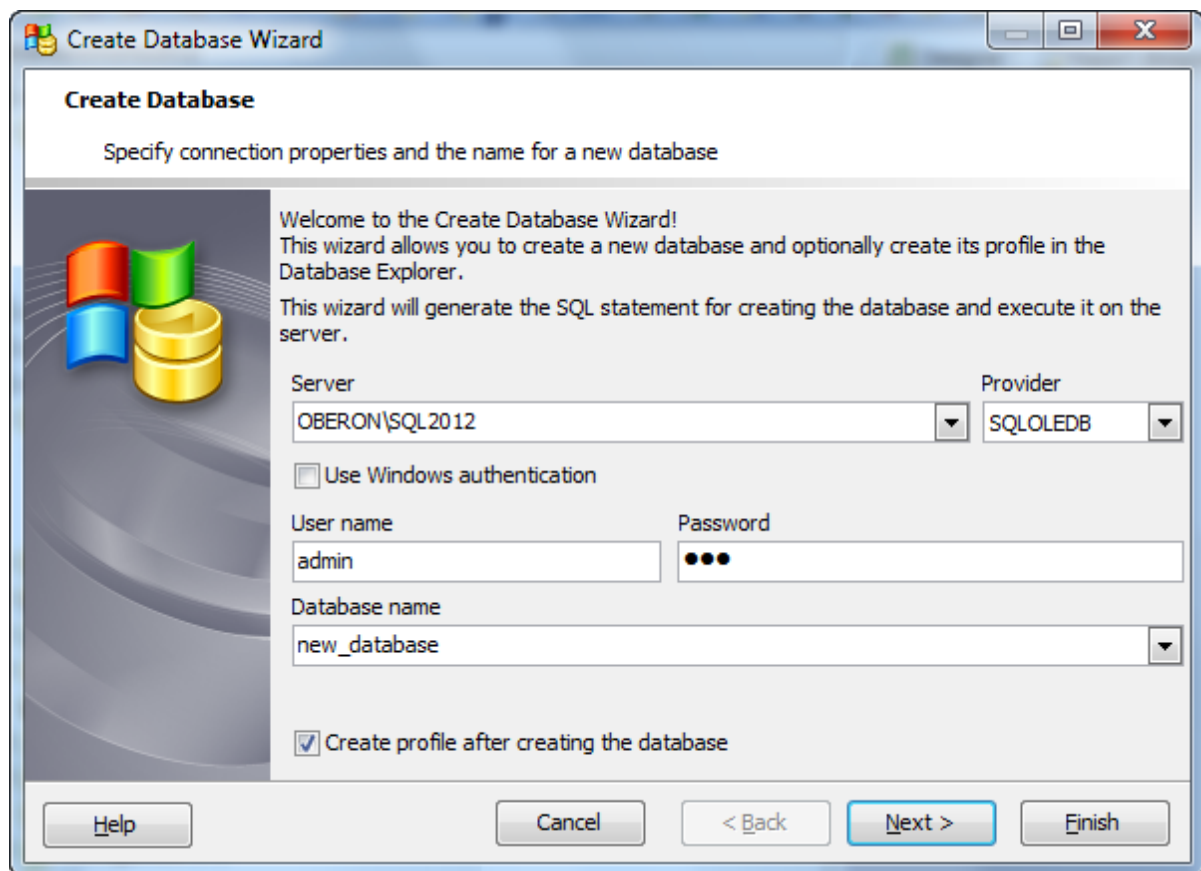 Create Database Wizard
Create Database
Specify connection properties and the name for a new database
Welcome to the Create Database Wizard!
This wizard allows you to create a new database and optionally create its profile in the
Database Explorer.
This wizard will generate the SQL statement for creating the database and execute it on the
server.
Server
Provider
OBERON\SQL2012
SQLOLEDB
Use Windows authentication
User name
Password
admin
●●●
Database name
new_database
Create profile after creating the database
Help
Cancel
< Back
Next >
Finish